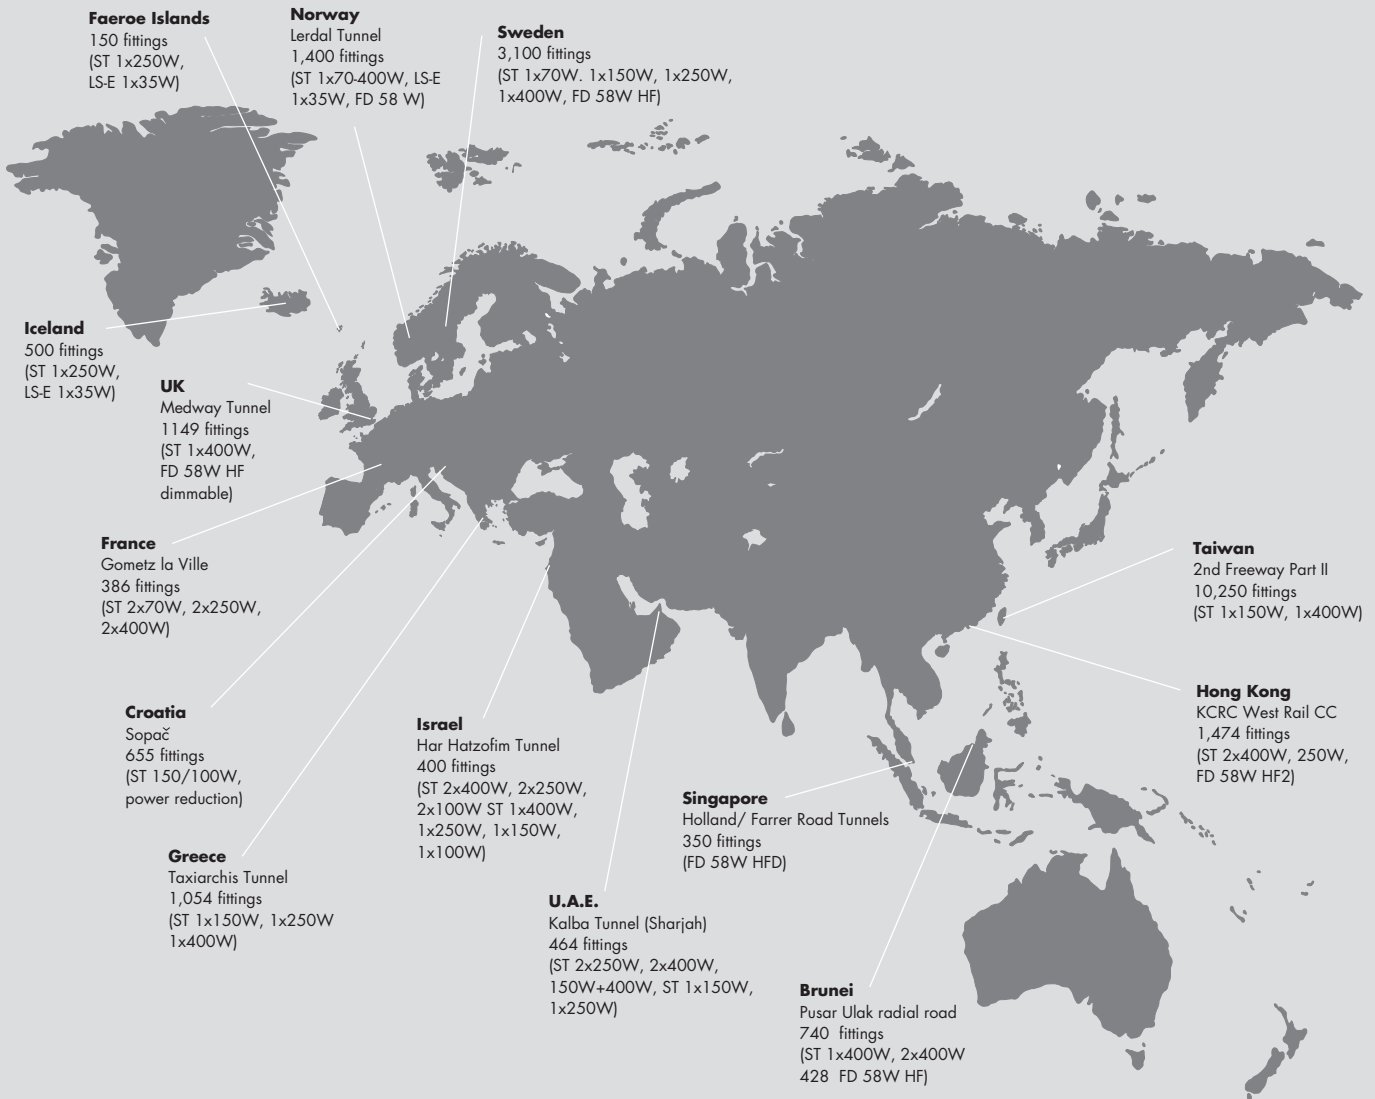 Faeroe Islands
150 fittings
(ST 1x250W,
LS-E 1x35W)
Norway
Lerdal Tunnel
1,400 fittings
(ST 1x70-400W, LS-E
1x35W, FD 58 W)
Sweden
3,100 fittings
(ST 1x70W. 1x150W, 1x250W,
1x400W, FD 58W HF)
Iceland
500 fittings
(ST 1x250W,
LS-E 1x35W)
UK
Medway Tunnel
1149 fittings
(ST 1x400W,
FD 58W HF
dimmable)
France
Gometz la Ville
386 fittings
(ST 2x70W, 2x250W,
2x400W)
Croatia
Sopač
655 fittings
(ST 150/100W,
power reduction)
Greece
Taxiarchis Tunnel
1,054 fittings
(ST 1x150W, 1x250W
1x400W)
Israel
Har Hatzofim Tunnel
400 fittings
(ST 2x400W, 2x250W,
2x100W ST 1x400W,
1x250W, 1x150W,
1x100W)
U.A.E.
Kalba Tunnel (Sharjah)
464 fittings
(ST 2x250W, 2x400W,
150W+400W, ST 1x150W,
1x250W)
Singapore
Holland/ Farrer Road Tunnels
350 fittings
(FD 58W HFD)
Brunei
Pusar Ulak radial road
740 fittings
(ST 1x400W, 2x400W
428 FD 58W HF)
Taiwan
2nd Freeway Part II
10,250 fittings
(ST 1x150W, 1x400W)
Hong Kong
KCRC West Rail CC
1,474 fittings
(ST 2x400W, 250W,
FD 58W HF2)